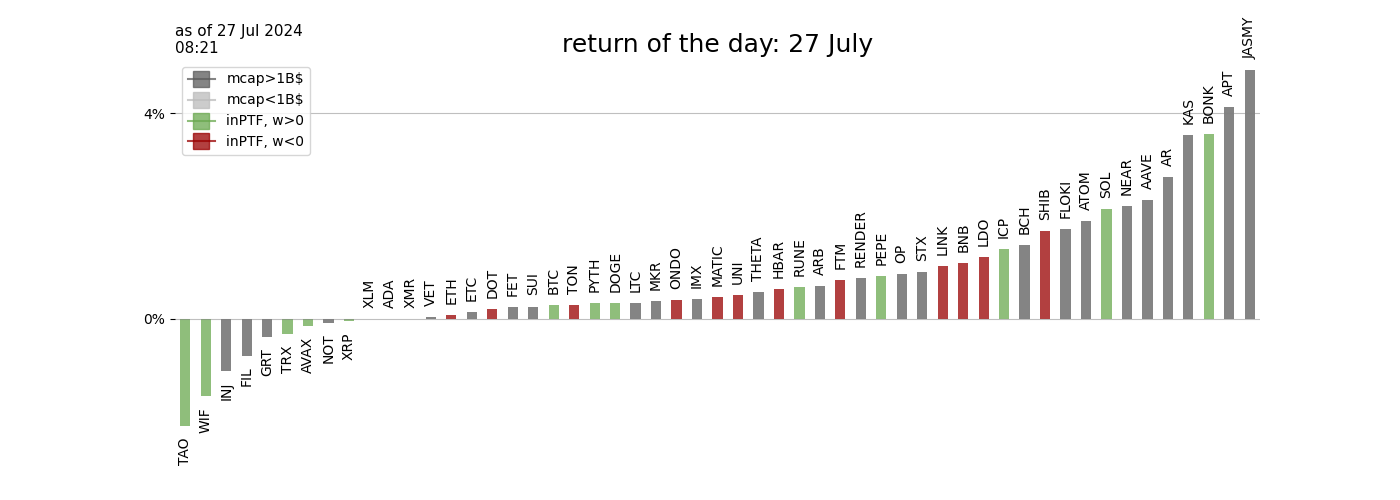 as of 27 Jul 2024
08:21
return of the day: 27 July
mcap>1B$
mcap<1B$
inPTF, w>0
inPTF, w<0
4%
0%
TAO
WIF
INJ
FIL
GRT
TRX
AVAX
NOT
XRP
XLM
ADA
XMR
VET
ETH
ETC
DOT
FET
SUI
BTC
TON
PYTH
DOGE
LTC
MKR
ONDO
IMX
MATIC
UNI
THETA
HBAR
RUNE
ARB
FTM
RENDER
PEPE
OP
STX
LINK
BNB
LDO
ICP
BCH
SHIB
FLOKI
ATOM
SOL
NEAR
AAVE
AR
KAS
BONK
APT
JASMY